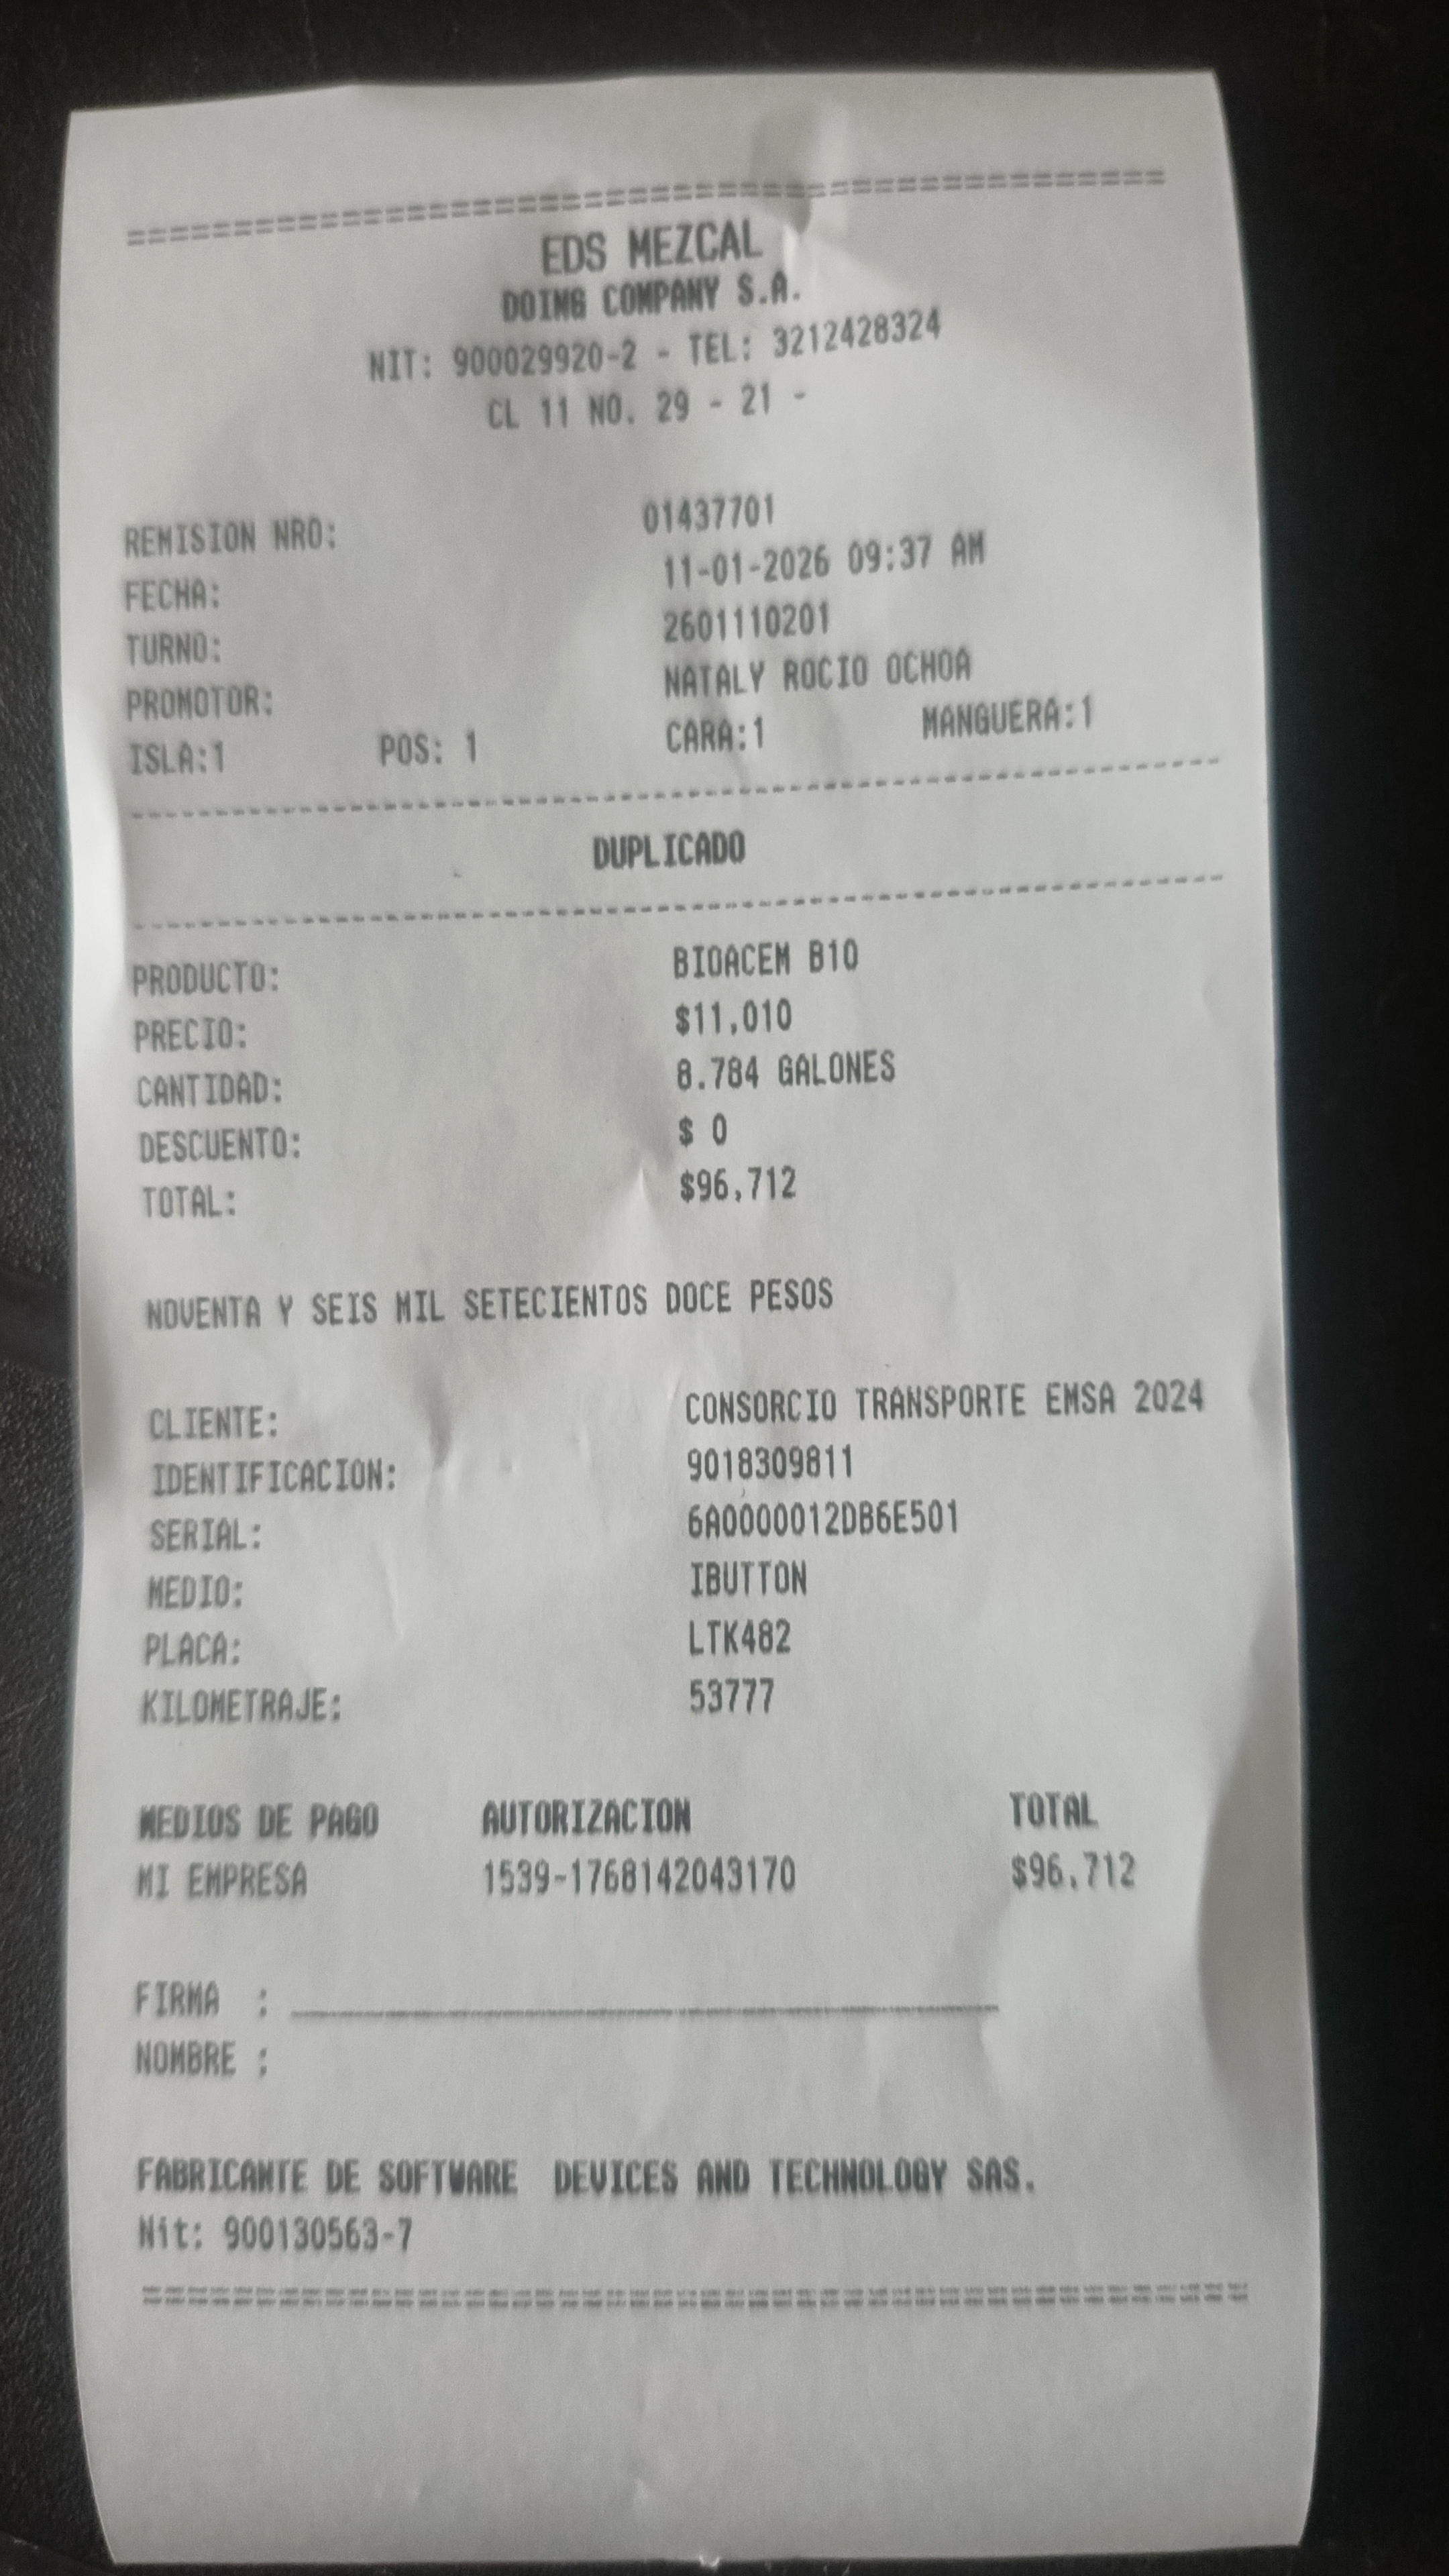 EDS MEZCAL
DOING COMPANY S.A.
NIT: 900029920-2 - TEL: 3212428324
CL 11 NO. 29 - 21 -
REMISION NRO: 01437701
FECHA: 11-01-2026 09:37 AM
TURNO: 2601110201
PROMOTOR: NATALY ROCIO OCHOA
ISLA:1 POS: 1 CARA:1 MANGUERA:1
DUPLICADO
PRODUCTO: BIOACEM B10
PRECIO: $11,010
CANTIDAD: 8.784 GALONES
DESCUENTO: $ 0
TOTAL: $96,712
NOVENTA Y SEIS MIL SETECIENTOS DOCE PESOS
CLIENTE: CONSORCIO TRANSPORTE EMSA 2024
IDENTIFICACION: 9018309811
SERIAL: 6A0000012DB6E501
MEDIO: IBUTTON
PLACA: LTK482
KILOMETRAJE: 53777
MEDIOS DE PAGO AUTORIZACION TOTAL
MI EMPRESA 1539-1768142043170 $96,712
FIRMA :
NOMBRE :
FABRICANTE DE SOFTWARE DEVICES AND TECHNOLOGY SAS.
Nit: 900130563-7